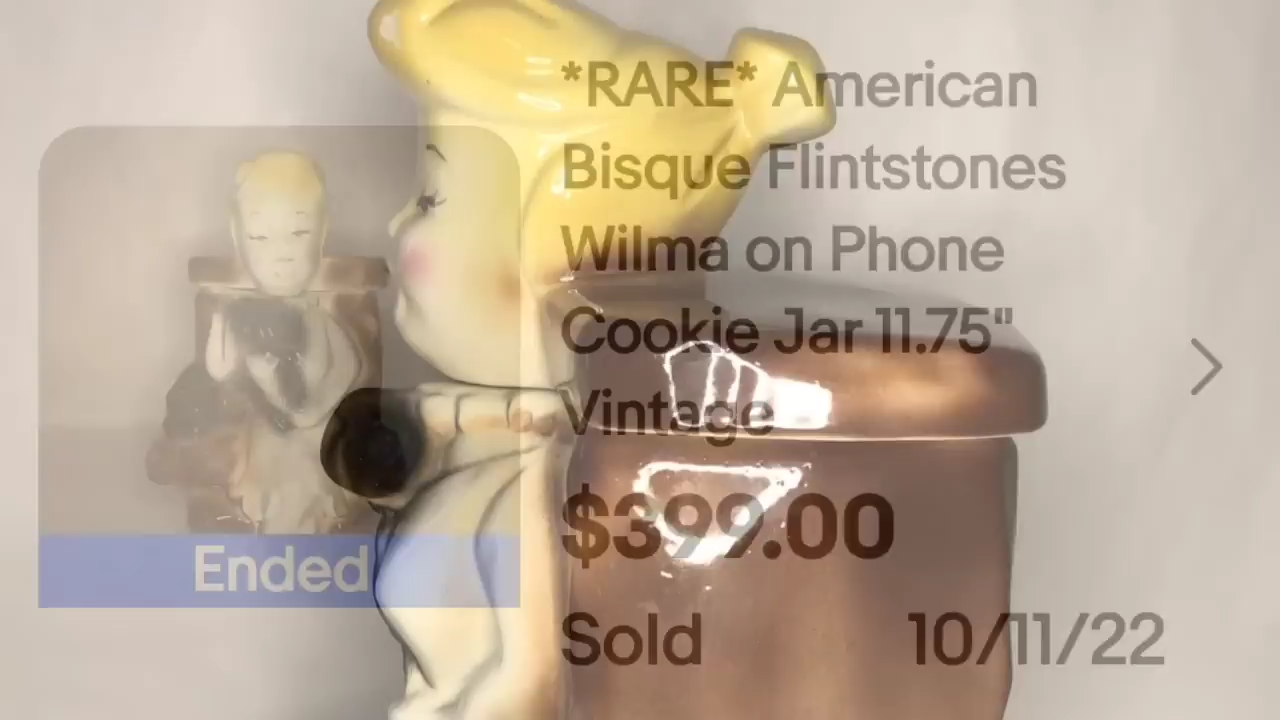 *RARE* American
Bisque Flintstones
Wilma on Phone
Cookie Jar 11.75"
Vintage
$399.00
Ended
Sold 10/11/22